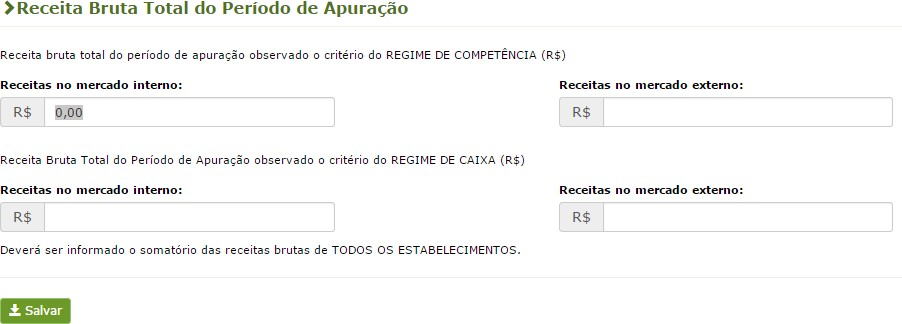 Receita Bruta Total do Período de Apuração
Receita bruta total do período de apuração observado o critério do REGIME DE COMPETÊNCIA (R$)
Receitas no mercado interno: Receitas no mercado externo:
R$ 0,00 R$
Receita Bruta Total do Período de Apuração observado o critério do REGIME DE CAIXA (R$)
Receitas no mercado interno: Receitas no mercado externo:
R$ R$
Deverá ser informado o somatório das receitas brutas de TODOS OS ESTABELECIMENTOS.
Salvar